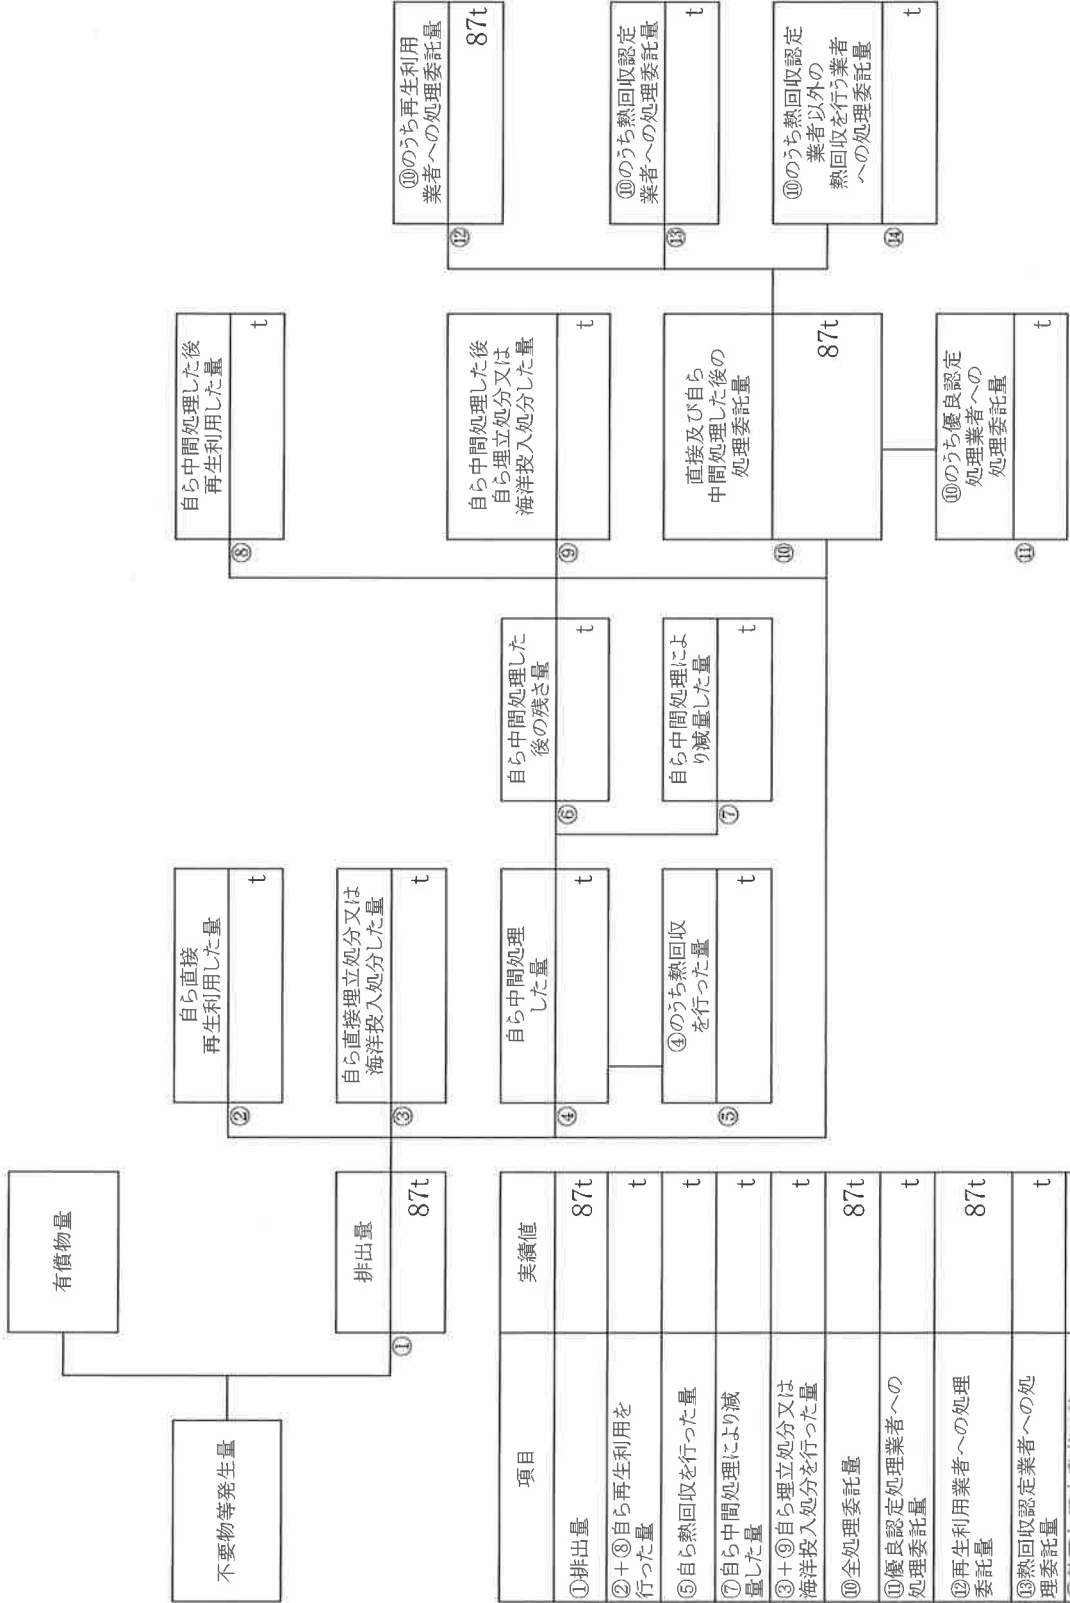 不要物等発生量
有償物量
①
排出量
87t
②
自ら直接
再生利用した量
t
③
自ら直接埋立処分又は
海洋投入処分した量
t
④
自ら中間処理
した量
t
⑤
④のうち熱回収
を行った量
t
⑥
自ら中間処理した
後の残さ量
t
⑦
自ら中間処理によ
り減量した量
t
⑧
自ら中間処理した後
再生利用した量
t
⑨
自ら中間処理した後
自ら埋立処分又は
海洋投入処分した量
t
⑩
直接及び自ら
中間処理した後の
処理委託量
87t
⑪
⑩のうち優良認定
処理業者への
処理委託量
t
⑫
⑩のうち再生利用
業者への処理委託量
87t
⑬
⑩のうち熱回収認定
業者への処理委託量
t
⑭
⑩のうち熱回収認定
業者以外の
熱回収を行う業者
への処理委託量
t
項目 実績値
①排出量 87t
②+⑧自ら再生利用を
行った量 t
⑤自ら熱回収を行った量 t
⑦自ら中間処理により減
量した量 t
③+⑨自ら埋立処分又は
海洋投入処分を行った量 t
⑩全処理委託量 87t
⑪優良認定処理業者への
処理委託量 t
⑫再生利用業者への処理
委託量 87t
⑬熱回収認定業者への処
理委託量 t